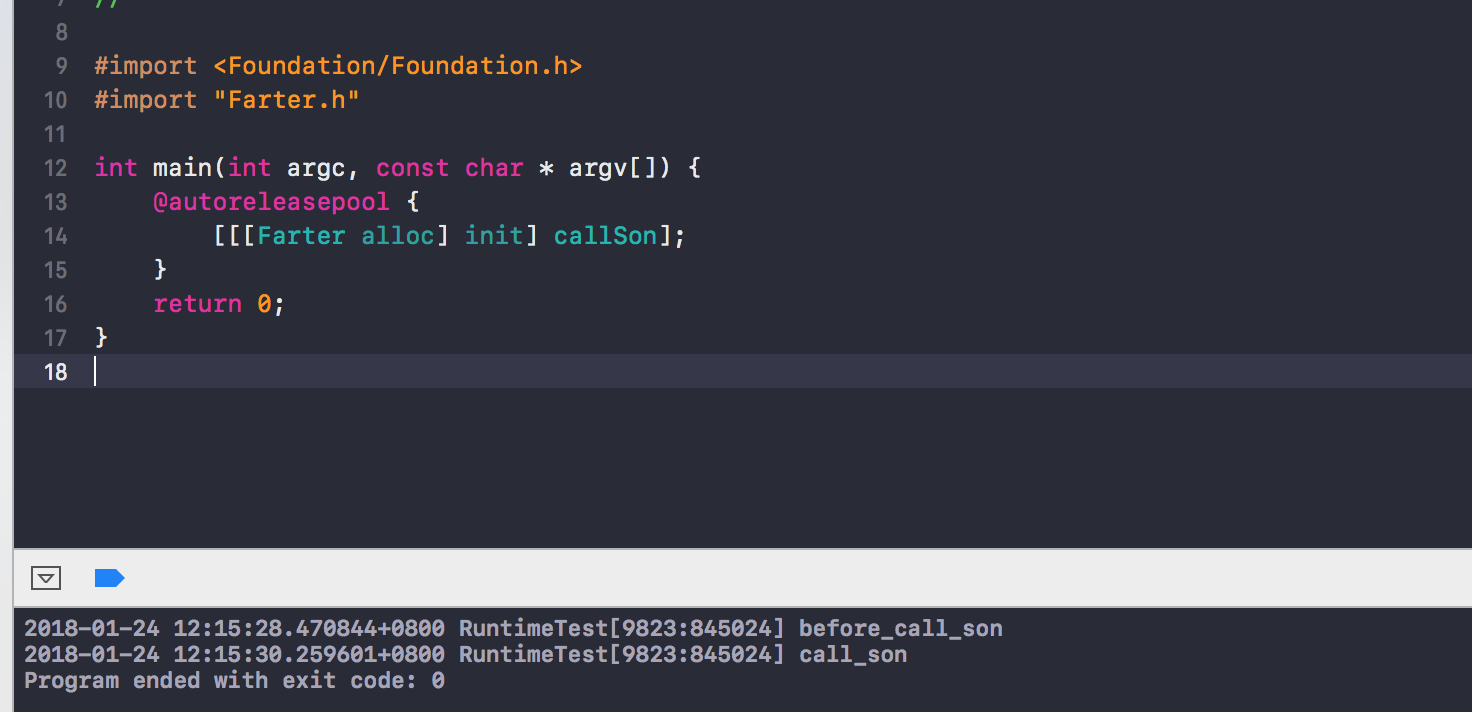 7 //
8
9 #import <Foundation/Foundation.h>
10 #import "Farter.h"
11
12 int main(int argc, const char * argv[]) {
13     @autoreleasepool {
14         [[[Farter alloc] init] callSon];
15     }
16     return 0;
17 }
18
2018-01-24 12:15:28.470844+0800 RuntimeTest[9823:845024] before_call_son
2018-01-24 12:15:30.259601+0800 RuntimeTest[9823:845024] call_son
Program ended with exit code: 0